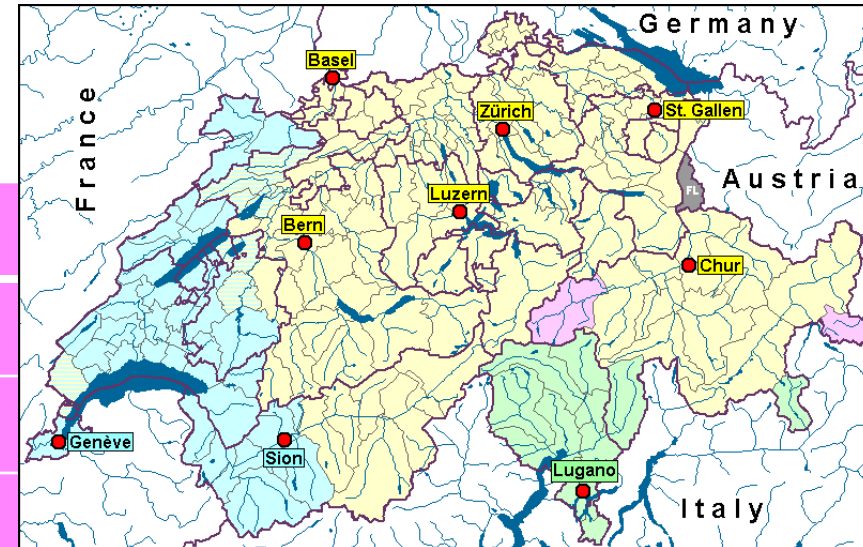 Germany
Basel
France
Zürich
St. Gallen
FL
Austria
Luzern
Bern
Chur
Genève
Sion
Lugano
Italy